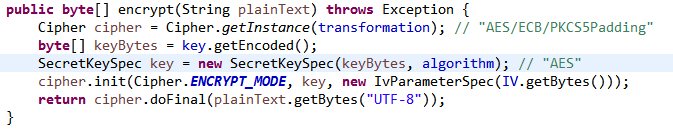 public byte[] encrypt(String plainText) throws Exception {
    Cipher cipher = Cipher.getInstance(transformation); // "AES/ECB/PKCS5Padding"
    byte[] keyBytes = key.getEncoded();
    SecretKeySpec key = new SecretKeySpec(keyBytes, algorithm); // "AES"
    cipher.init(Cipher.ENCRYPT_MODE, key, new IvParameterSpec(IV.getBytes()));
    return cipher.doFinal(plainText.getBytes("UTF-8"));
}